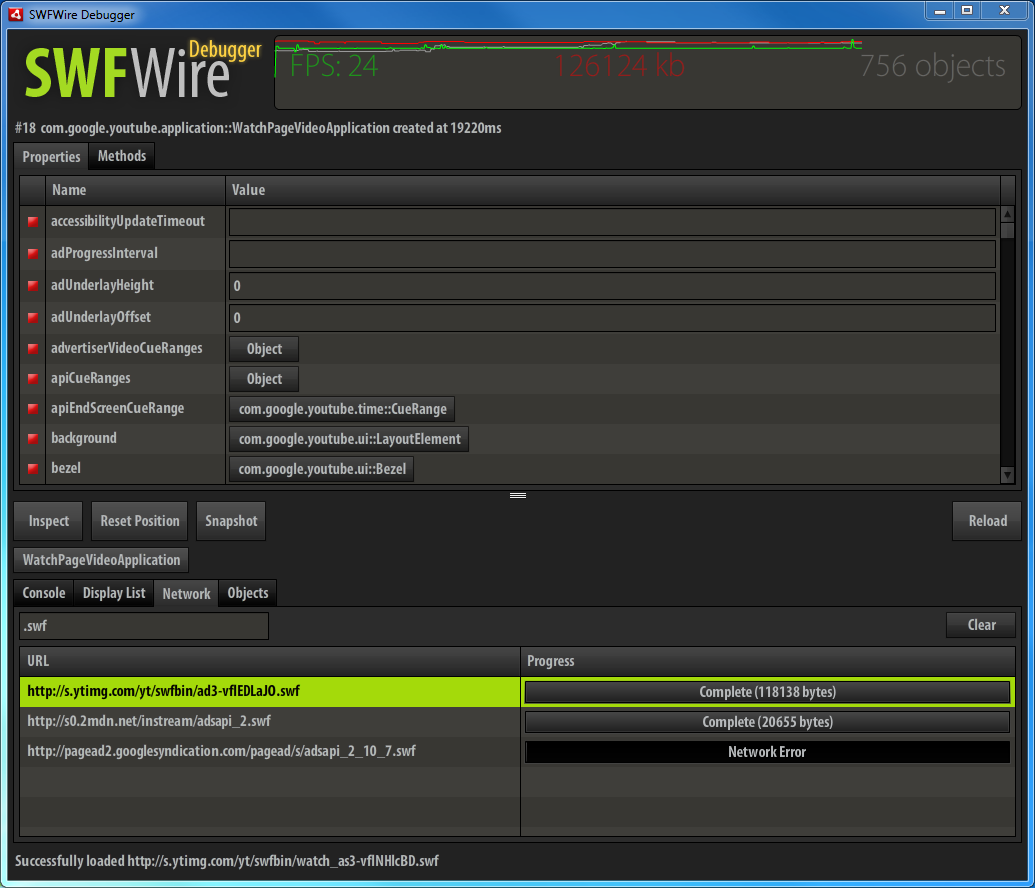 SWFWire Debugger
SWFWire Debugger
FPS: 24 126124 kb 756 objects
#18 com.google.youtube.application::WatchPageVideoApplication created at 19220ms
Properties Methods
Name Value
accessibilityUpdateTimeout
adProgressInterval
adUnderlayHeight 0
adUnderlayOffset 0
advertiserVideoCueRanges Object
apiCueRanges Object
apiEndScreenCueRange com.google.youtube.time::CueRange
background com.google.youtube.ui::LayoutElement
bezel com.google.youtube.ui::Bezel
Inspect Reset Position Snapshot Reload
WatchPageVideoApplication
Console Display List Network Objects
.swf Clear
URL Progress
http://s.ytimg.com/yt/swfbin/ad3-vflEDLaJO.swf Complete (118138 bytes)
http://s0.2mdn.net/instream/adsapi_2.swf Complete (20655 bytes)
http://pagead2.googlesyndication.com/pagead/s/adsapi_2_10_7.swf Network Error
Successfully loaded http://s.ytimg.com/yt/swfbin/watch_as3-vflNHlcBD.swf